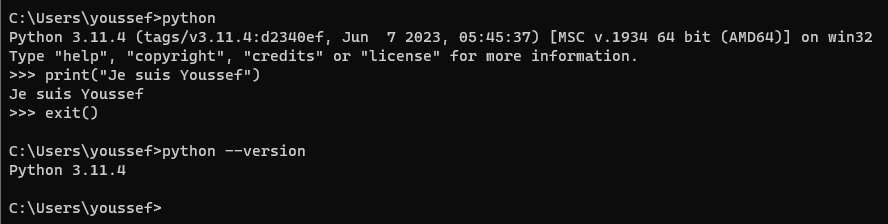 C:\Users\youssef>python
Python 3.11.4 (tags/v3.11.4:d2340ef, Jun  7 2023, 05:45:37) [MSC v.1934 64 bit (AMD64)] on win32
Type "help", "copyright", "credits" or "license" for more information.
>>> print("Je suis Youssef")
Je suis Youssef
>>> exit()
C:\Users\youssef>python --version
Python 3.11.4
C:\Users\youssef>